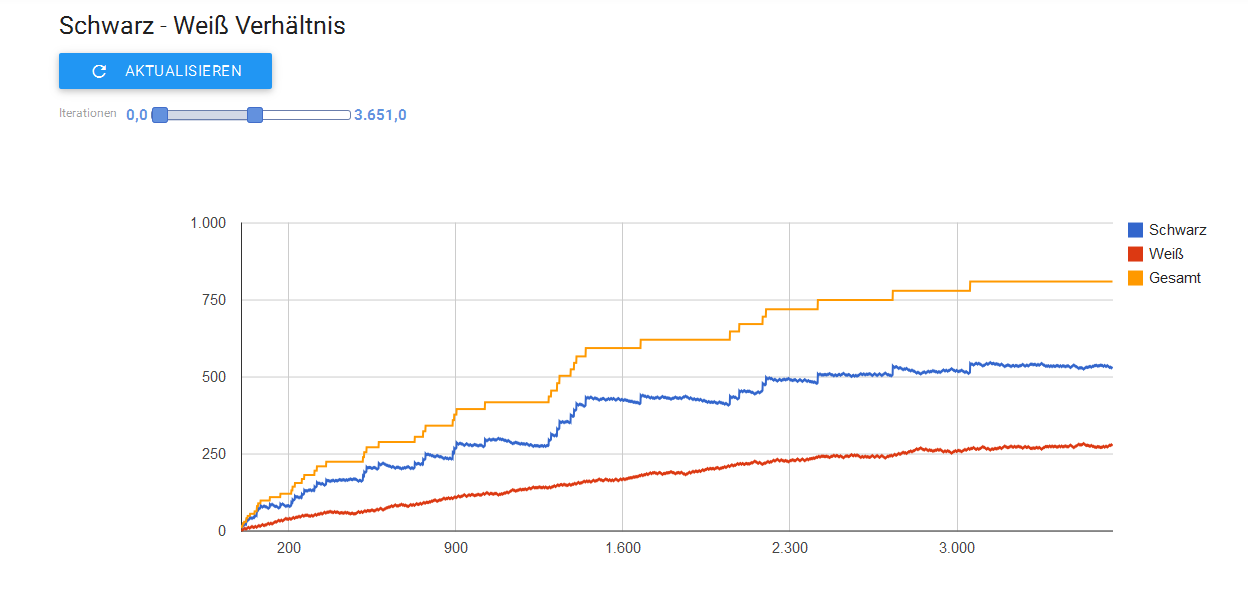 Schwarz - Weiß Verhältnis
AKTUALISIEREN
Iterationen 0,0 3.651,0
1.000
750
500
250
0
200 900 1.600 2.300 3.000
Schwarz
Weiß
Gesamt